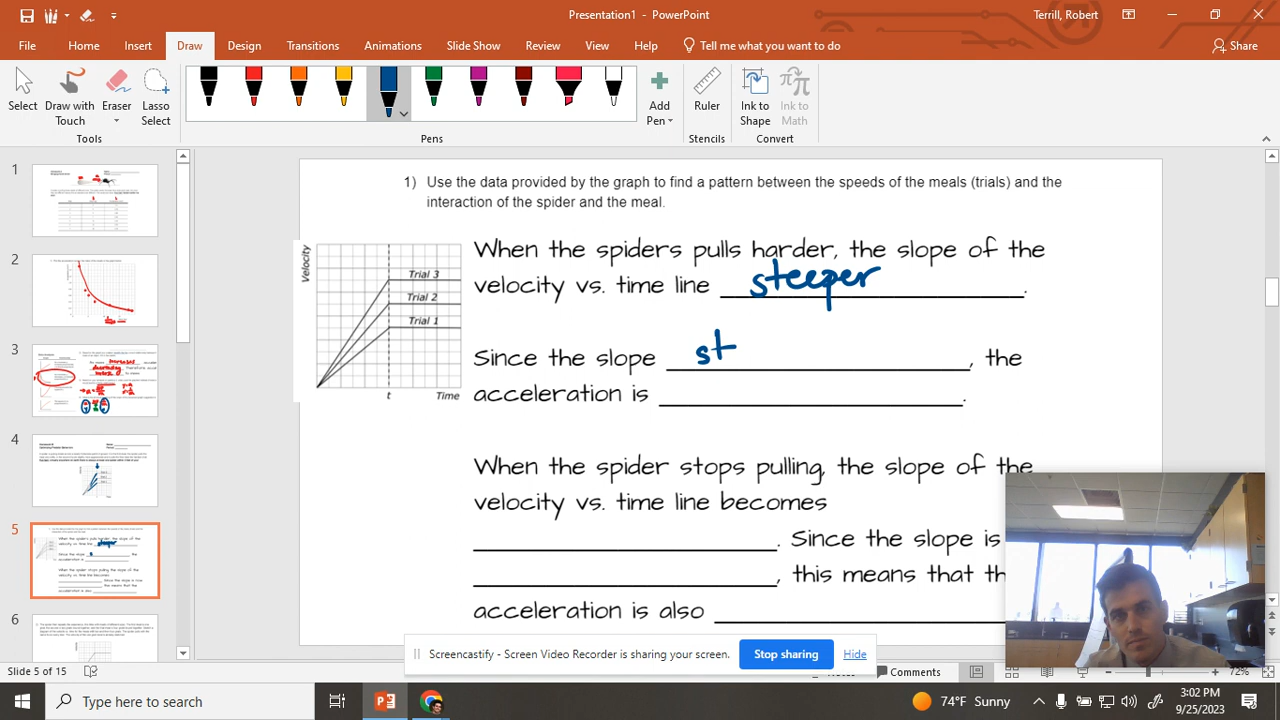 Presentation1 - PowerPoint
Terrill, Robert
File Home Insert Draw Design Transitions Animations Slide Show Review View Help Tell me what you want to do Share
Select Draw with Touch Eraser Lasso Select Add Pen Ruler Ink to Shape Ink to Math
Tools Pens Stencils Convert
1
2
3
4
5
6
1) Use the data provided by the graph to find a pattern between the speeds of the meals (trials) and the
interaction of the spider and the meal.
Velocity
Trial 3
Trial 2
Trial 1
t Time
When the spiders pulls harder, the slope of the
velocity vs. time line steeper.
Since the slope st, the
acceleration is .
When the spider stops pulling, the slope of the
velocity vs. time line becomes
. Since the slope is
, this means that th
acceleration is also
Screencastify - Screen Video Recorder is sharing your screen. Stop sharing Hide
Slide 5 of 15 Comments 72%
Type here to search
74°F Sunny
3:02 PM
9/25/2023